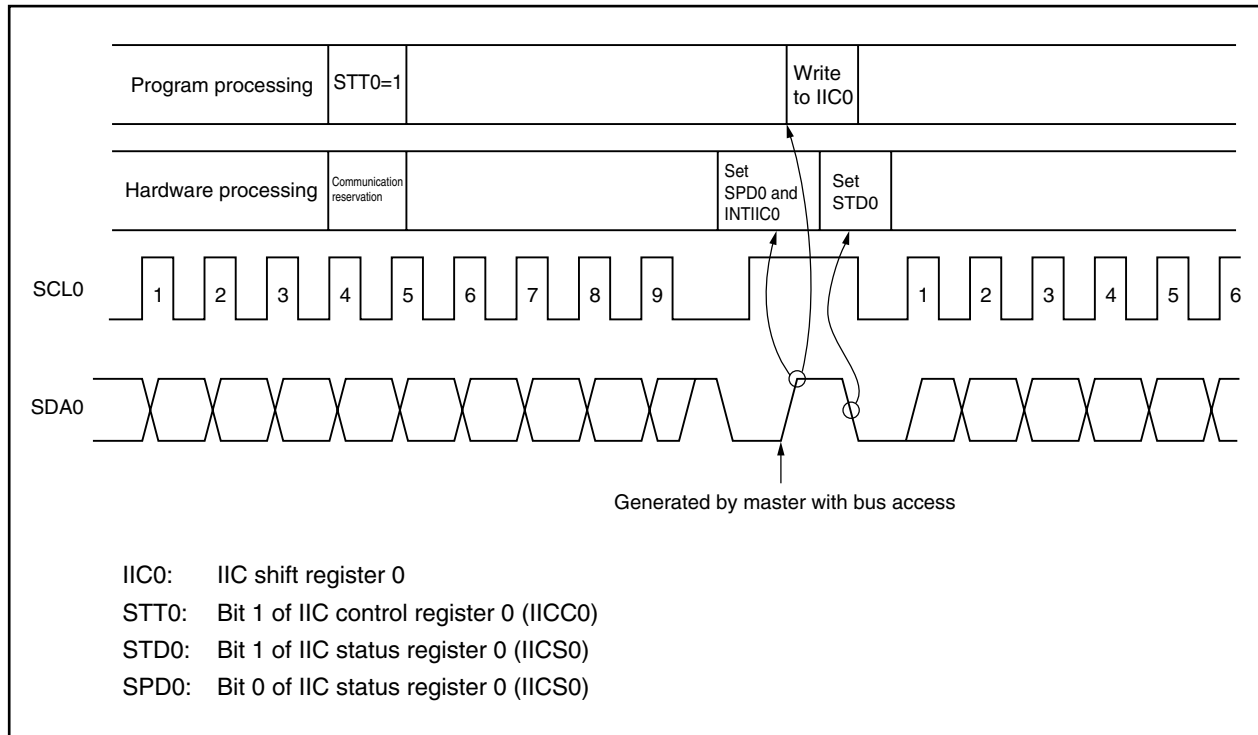 Program processing
STT0=1
Write
to IIC0
Hardware processing
Communication
reservation
Set
SPD0 and
INTIIC0
Set
STD0
SCL0
1 2 3 4 5 6 7 8 9 1 2 3 4 5 6
SDA0
Generated by master with bus access
IIC0: IIC shift register 0
STT0: Bit 1 of IIC control register 0 (IICC0)
STD0: Bit 1 of IIC status register 0 (IICS0)
SPD0: Bit 0 of IIC status register 0 (IICS0)